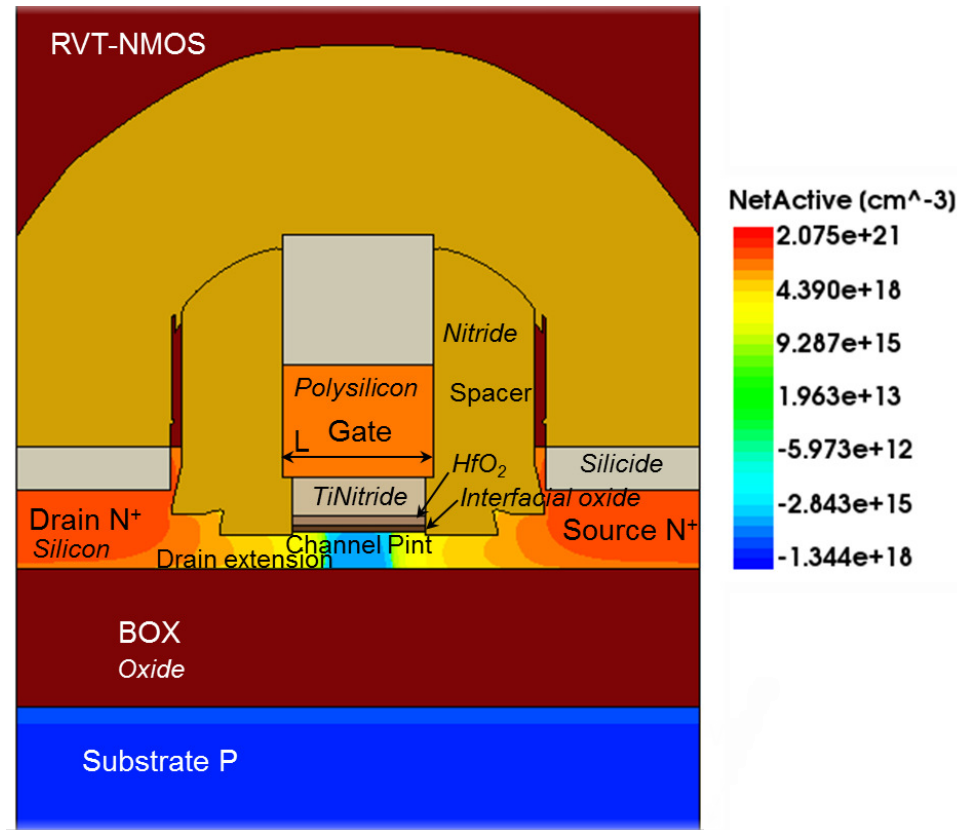 RVT-NMOS
NetActive (cm^-3)
2.075e+21
4.390e+18
9.287e+15
1.963e+13
-5.973e+12
-2.843e+15
-1.344e+18
Nitride
Polysilicon
Spacer
Gate
L
HfO₂
Silicide
TiNitride
Interfacial oxide
Drain N⁺
Silicon
Source N⁺
Channel Pint
Drain extension
BOX
Oxide
Substrate P